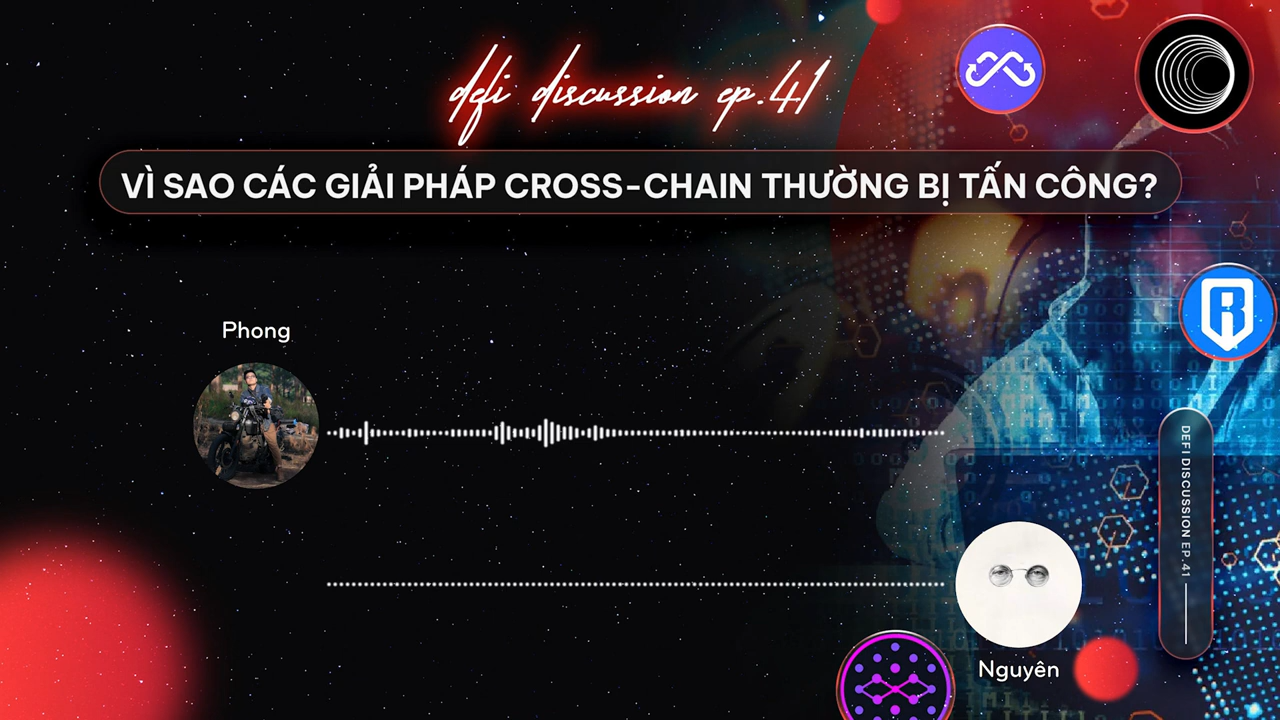 defi discussion ep.41
VÌ SAO CÁC GIẢI PHÁP CROSS-CHAIN THƯỜNG BỊ TẤN CÔNG?
Phong
DEFI DISCUSSION EP.41
Nguyên